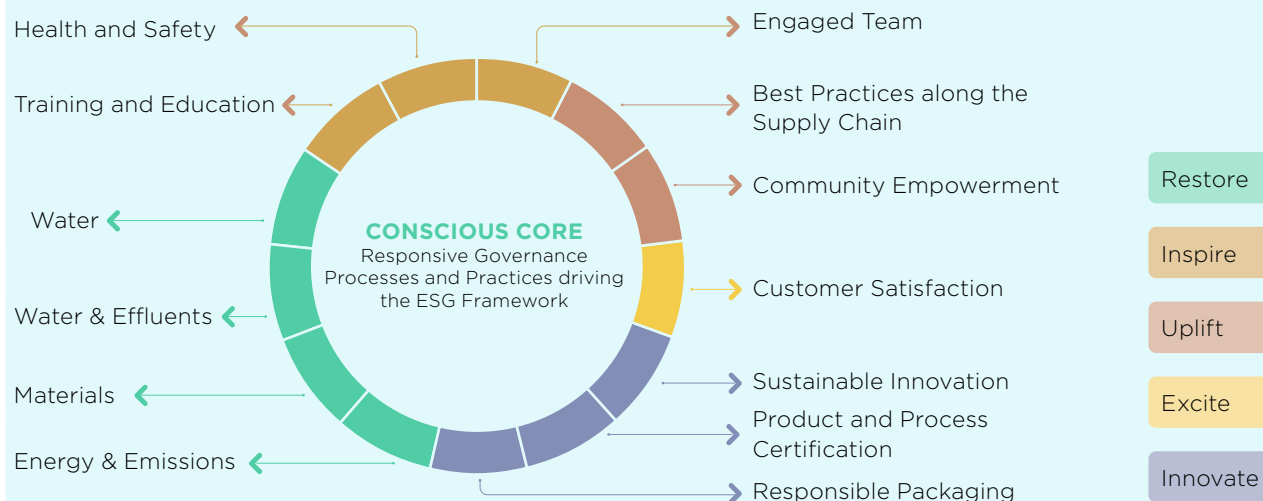 Health and Safety
Training and Education
Water
Water & Effluents
Materials
Energy & Emissions
CONSCIOUS CORE
Responsive Governance
Processes and Practices driving
the ESG Framework
Engaged Team
Best Practices along the
Supply Chain
Community Empowerment
Customer Satisfaction
Sustainable Innovation
Product and Process
Certification
Responsible Packaging
Restore
Inspire
Uplift
Excite
Innovate